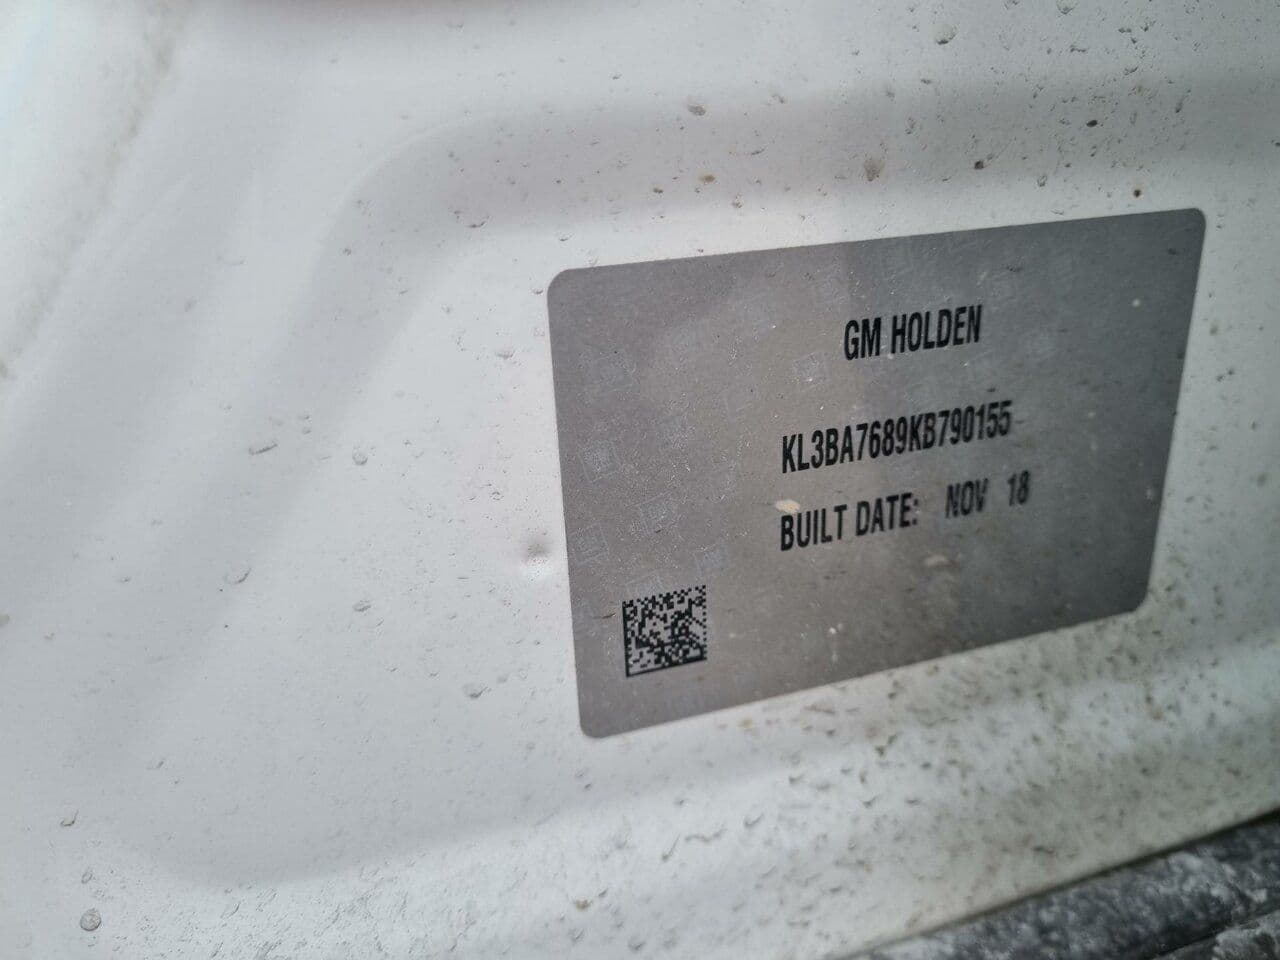 GM HOLDEN
KL3BA7689KB790155
BUILT DATE: NOV 18